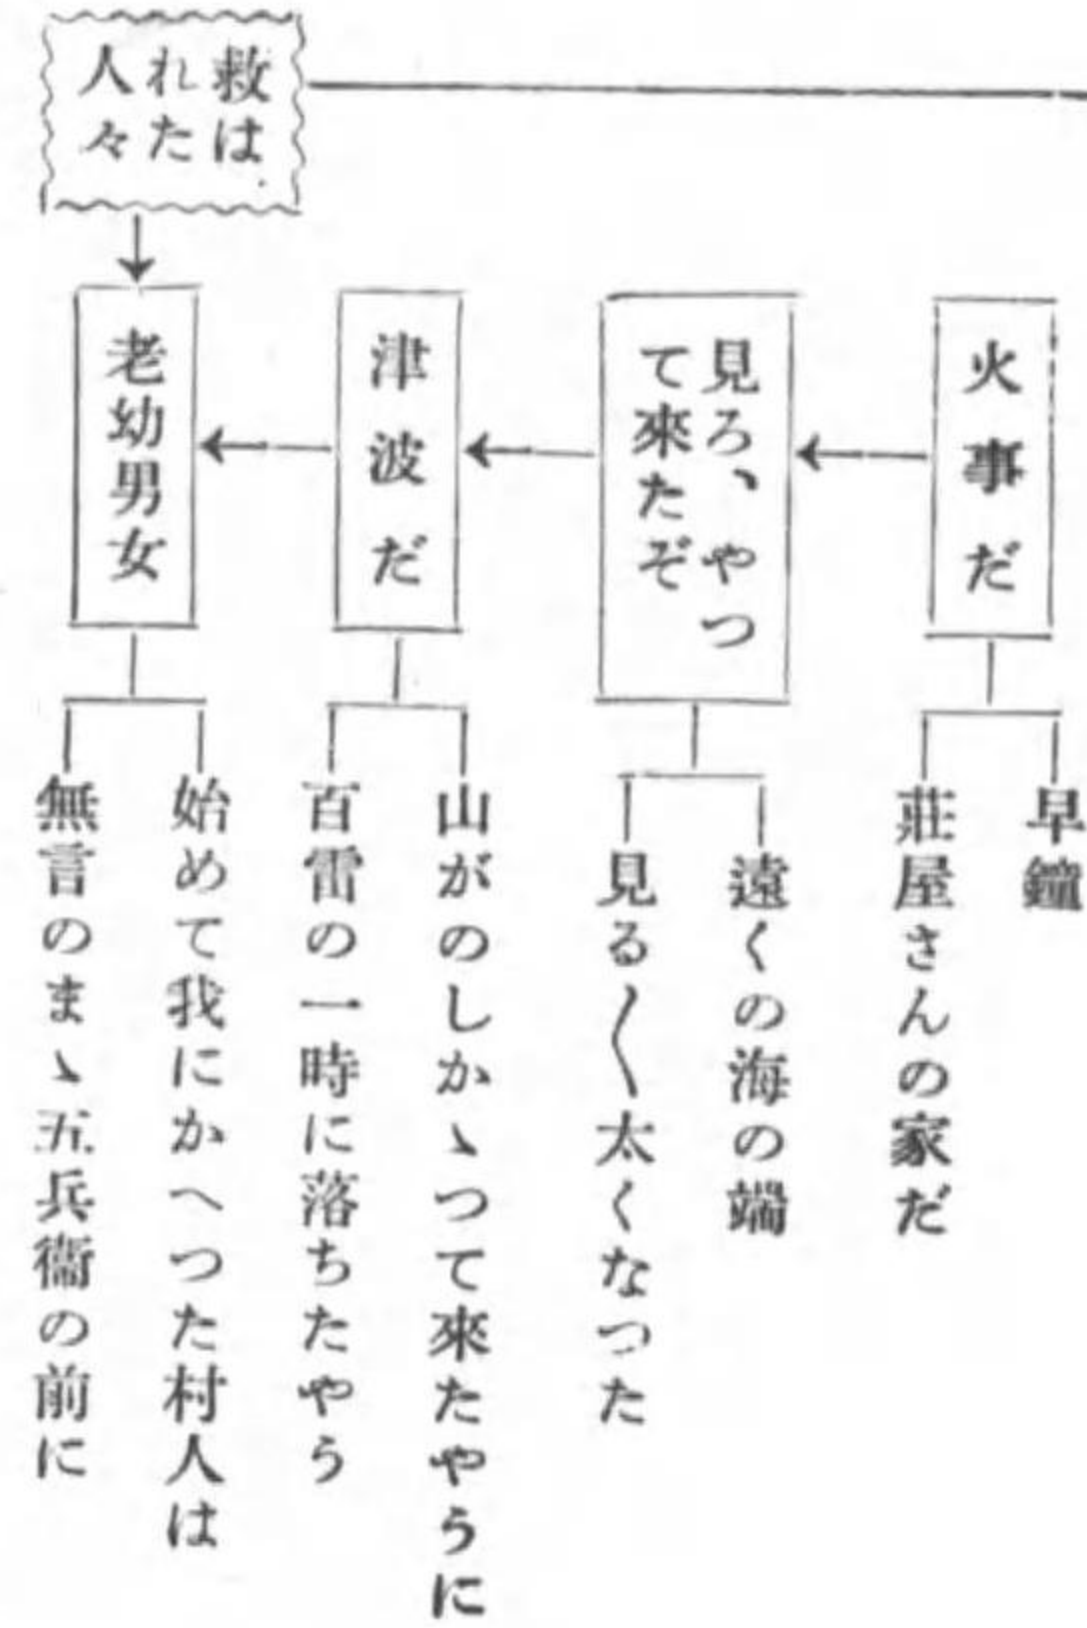 火事だ
早鐘
莊屋さんの家だ
見ろ、やつ
て來たぞ
遠くの海の端
見る〱太くなつた
津波だ
山がのしかゝつて來たやうに
百雷の一時に落ちたやう
救は
れた
人々
老幼男女
始めて我にかへつた村人は
無言のまゝ五兵衞の前に